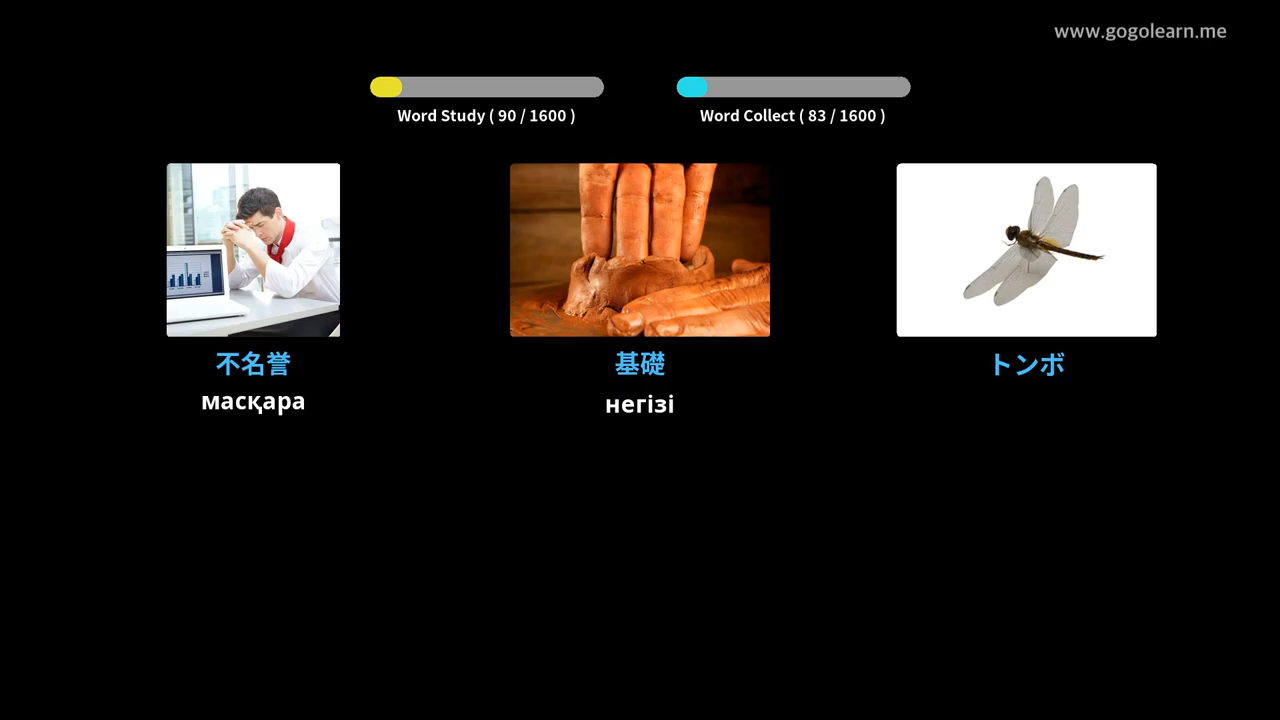 www.gogolearn.me
Word Study ( 90 / 1600 )
Word Collect ( 83 / 1600 )
不名誉
基礎
トンボ
масқара
негізі